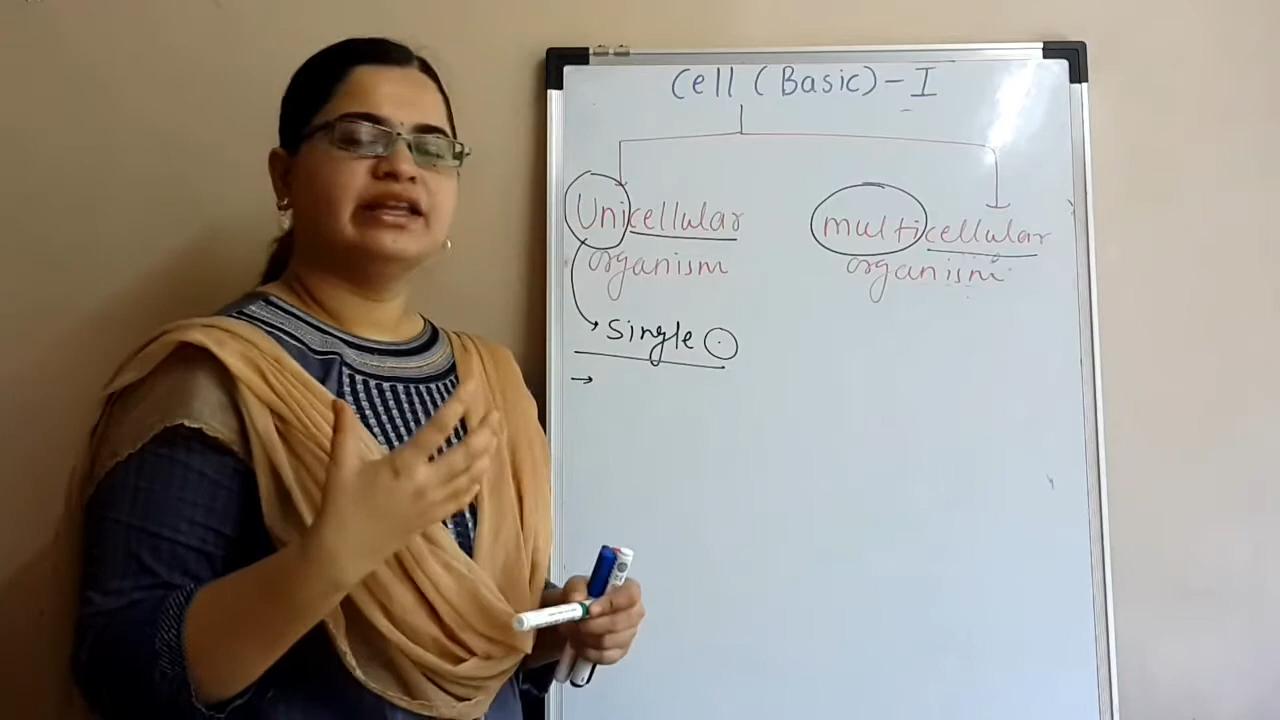 Cell (Basic) - I
Unicellular
organism
multicellular
organism
→ Single
→